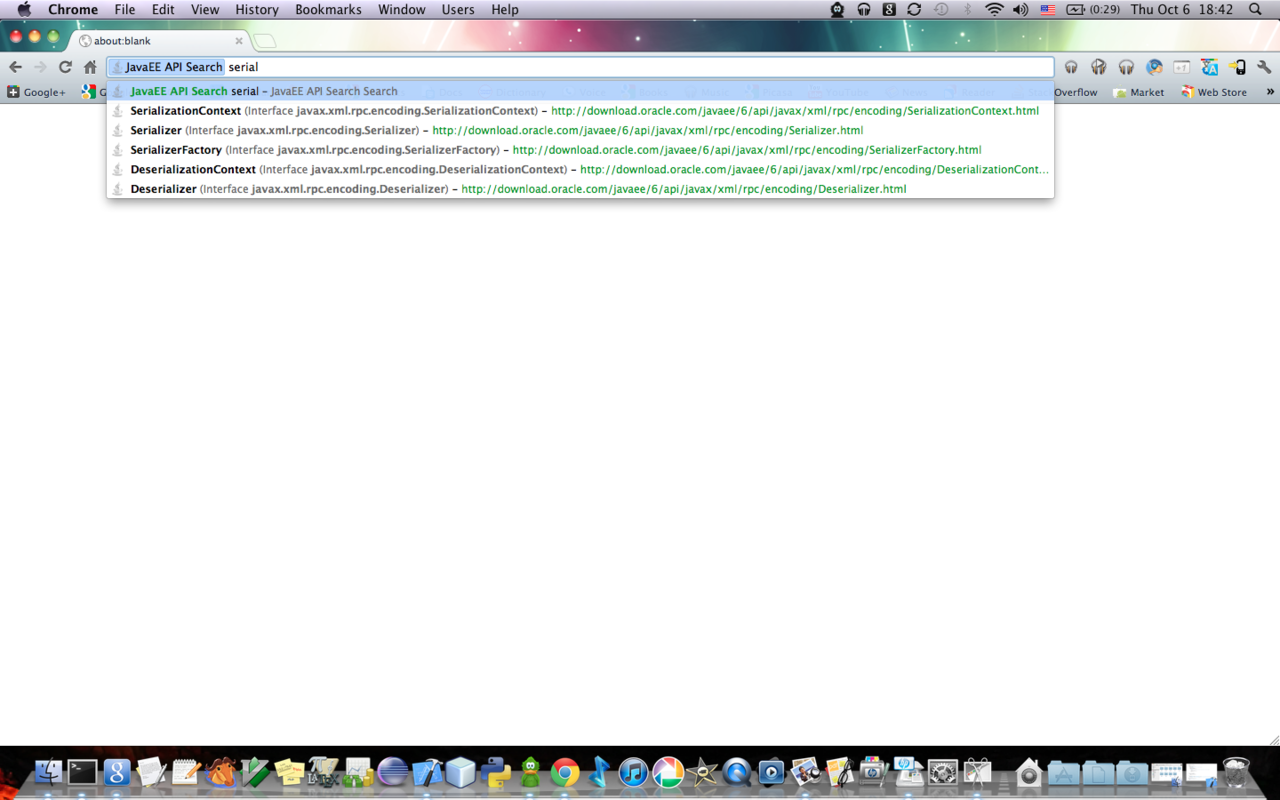 Chrome File Edit View History Bookmarks Window Users Help (0:29) Thu Oct 6 18:42
about:blank
JavaEE API Search serial
Google+ G Overflow Market Web Store »
JavaEE API Search serial – JavaEE API Search Search
SerializationContext (Interface javax.xml.rpc.encoding.SerializationContext) – http://download.oracle.com/javaee/6/api/javax/xml/rpc/encoding/SerializationContext.html
Serializer (Interface javax.xml.rpc.encoding.Serializer) – http://download.oracle.com/javaee/6/api/javax/xml/rpc/encoding/Serializer.html
SerializerFactory (Interface javax.xml.rpc.encoding.SerializerFactory) – http://download.oracle.com/javaee/6/api/javax/xml/rpc/encoding/SerializerFactory.html
DeserializationContext (Interface javax.xml.rpc.encoding.DeserializationContext) – http://download.oracle.com/javaee/6/api/javax/xml/rpc/encoding/DeserializationCont...
Deserializer (Interface javax.xml.rpc.encoding.Deserializer) – http://download.oracle.com/javaee/6/api/javax/xml/rpc/encoding/Deserializer.html